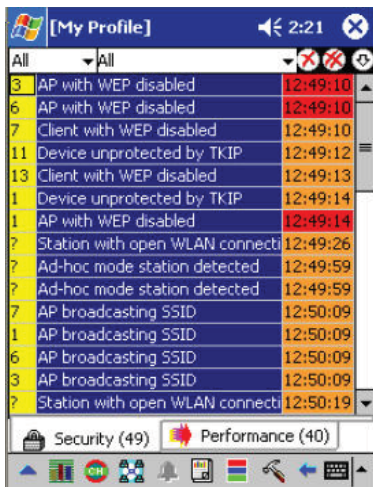 [My Profile] 2:21
All All
3 AP with WEP disabled 12:49:10
6 AP with WEP disabled 12:49:10
7 Client with WEP disabled 12:49:10
11 Device unprotected by TKIP 12:49:12
13 Client with WEP disabled 12:49:13
1 Device unprotected by TKIP 12:49:14
1 AP with WEP disabled 12:49:14
? Station with open WLAN connecti 12:49:26
? Ad-hoc mode station detected 12:49:59
? Ad-hoc mode station detected 12:49:59
7 AP broadcasting SSID 12:50:09
1 AP broadcasting SSID 12:50:09
6 AP broadcasting SSID 12:50:09
3 AP broadcasting SSID 12:50:09
? Station with open WLAN connecti 12:50:19
Security (49) Performance (40)
CH